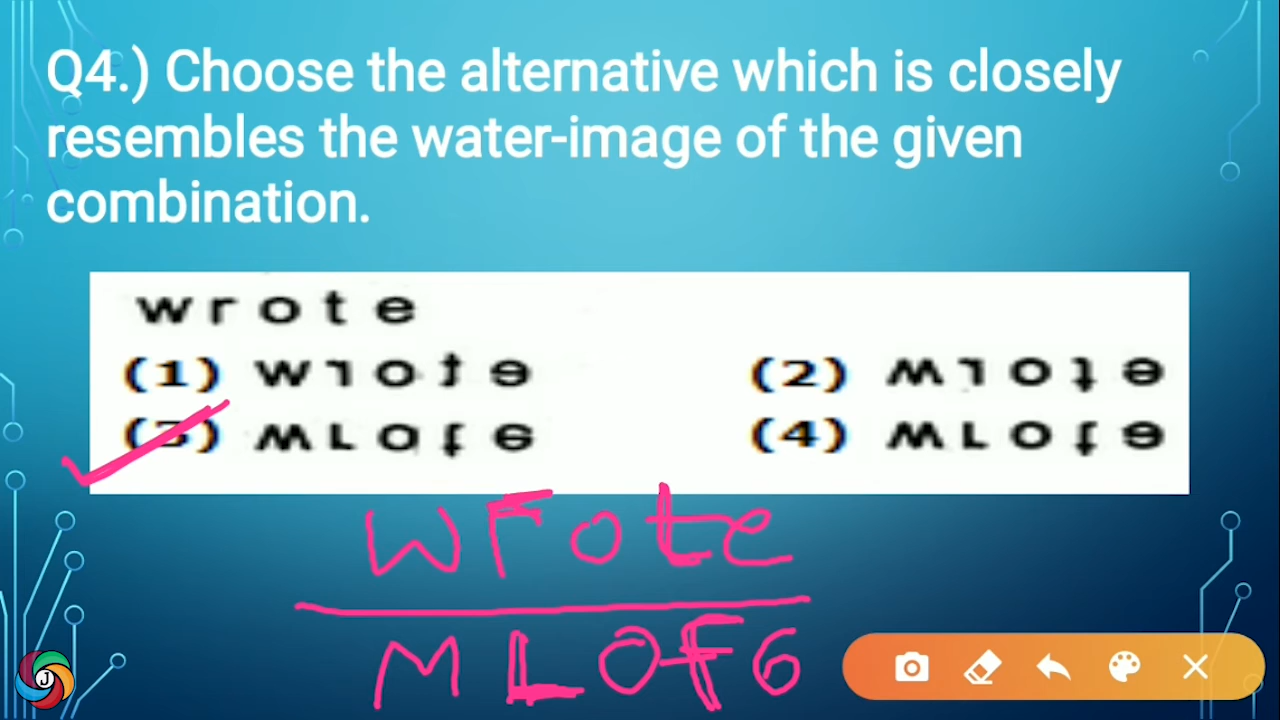 Q4.) Choose the alternative which is closely
resembles the water-image of the given
combination.
wrote
(1) (2)
(3) (4)
wrote
MLOF6
J